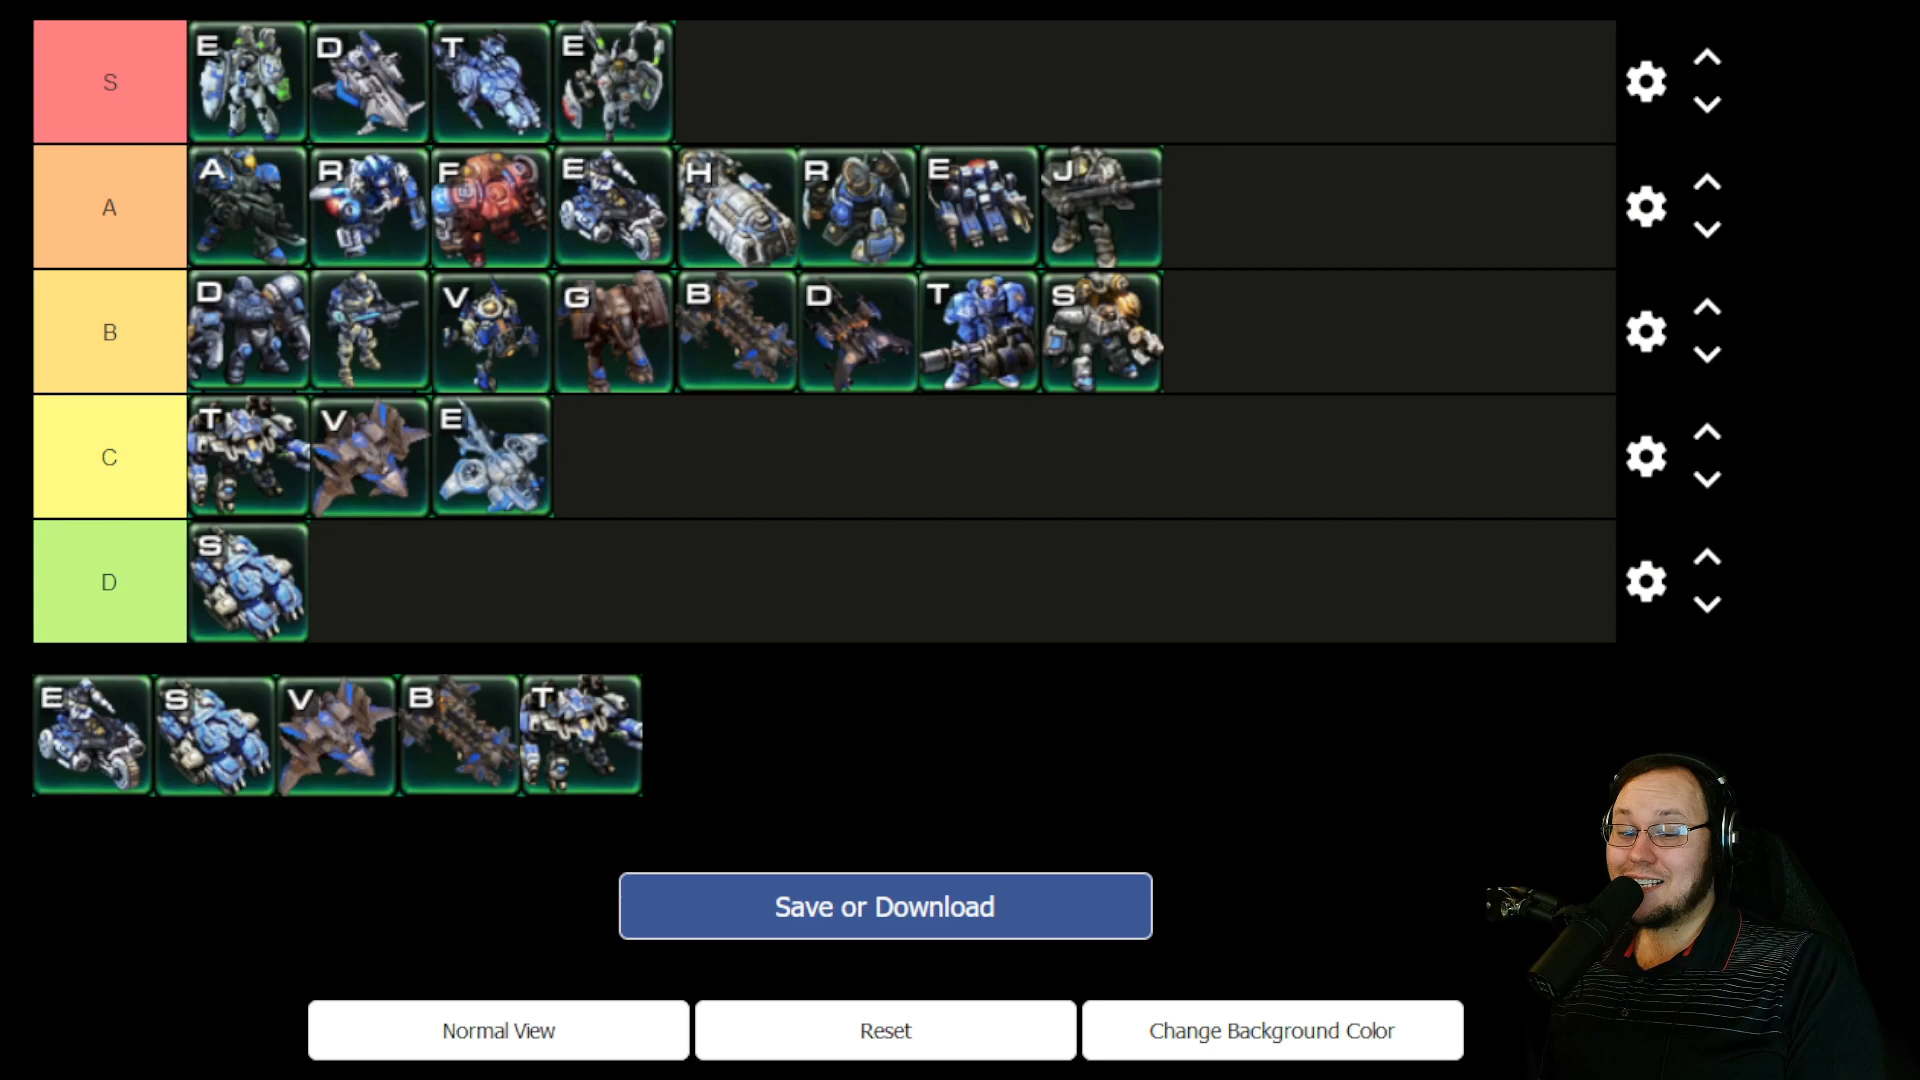 S E D T E
A A R F E H R E J
B D V G B D T S
C T V E
D S
E S V B T
Save or Download
Normal View Reset Change Background Color